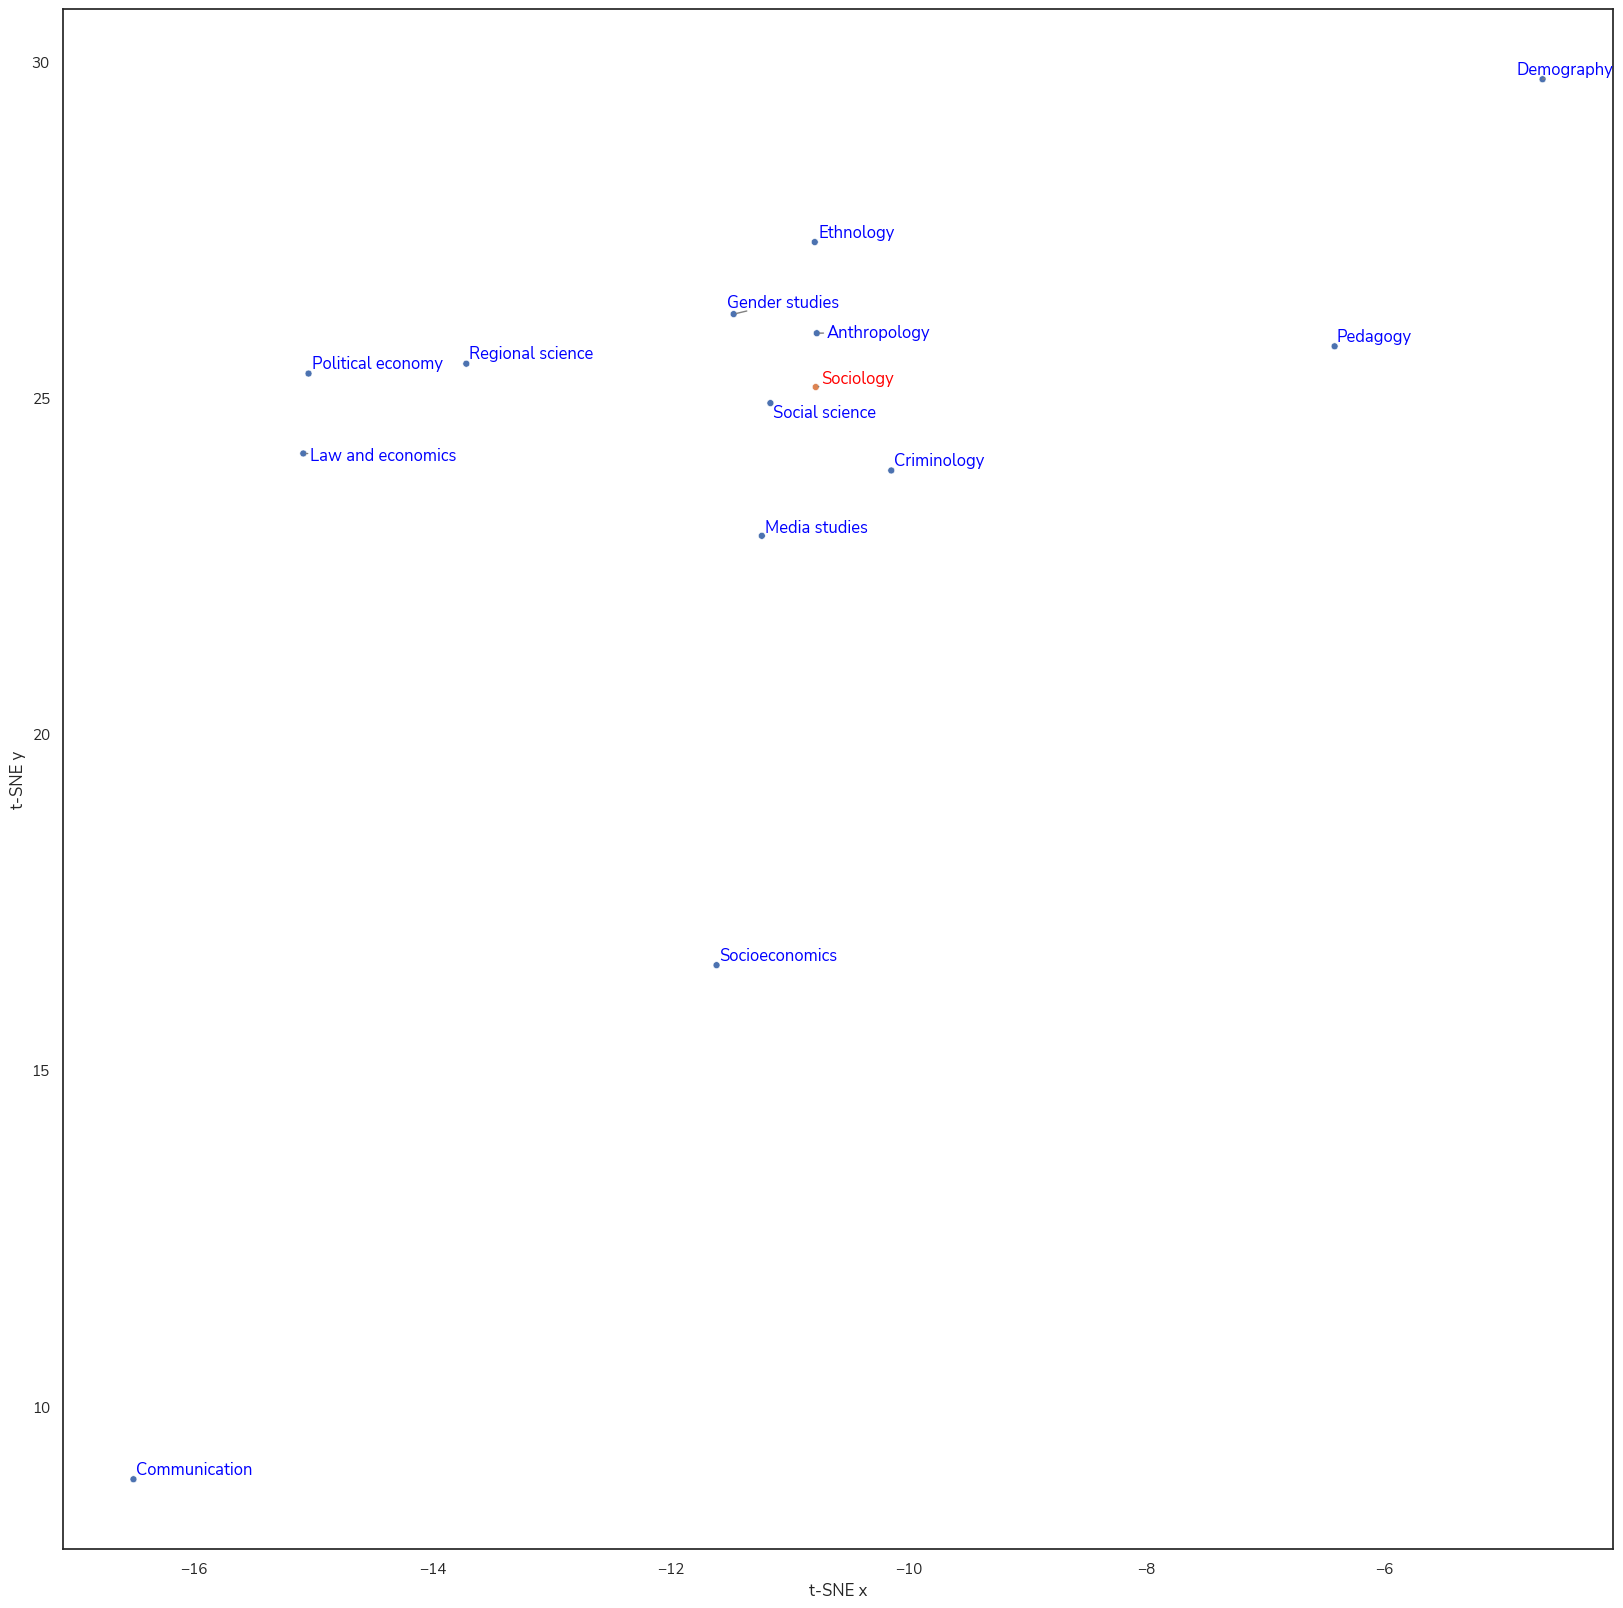 30
Demography
Ethnology
Gender studies
Anthropology
Pedagogy
Regional science
Political economy
Sociology
25
Social science
Law and economics
Criminology
Media studies
20
t-SNE y
Socioeconomics
15
10
Communication
−16 −14 −12 −10 −8 −6
t-SNE x